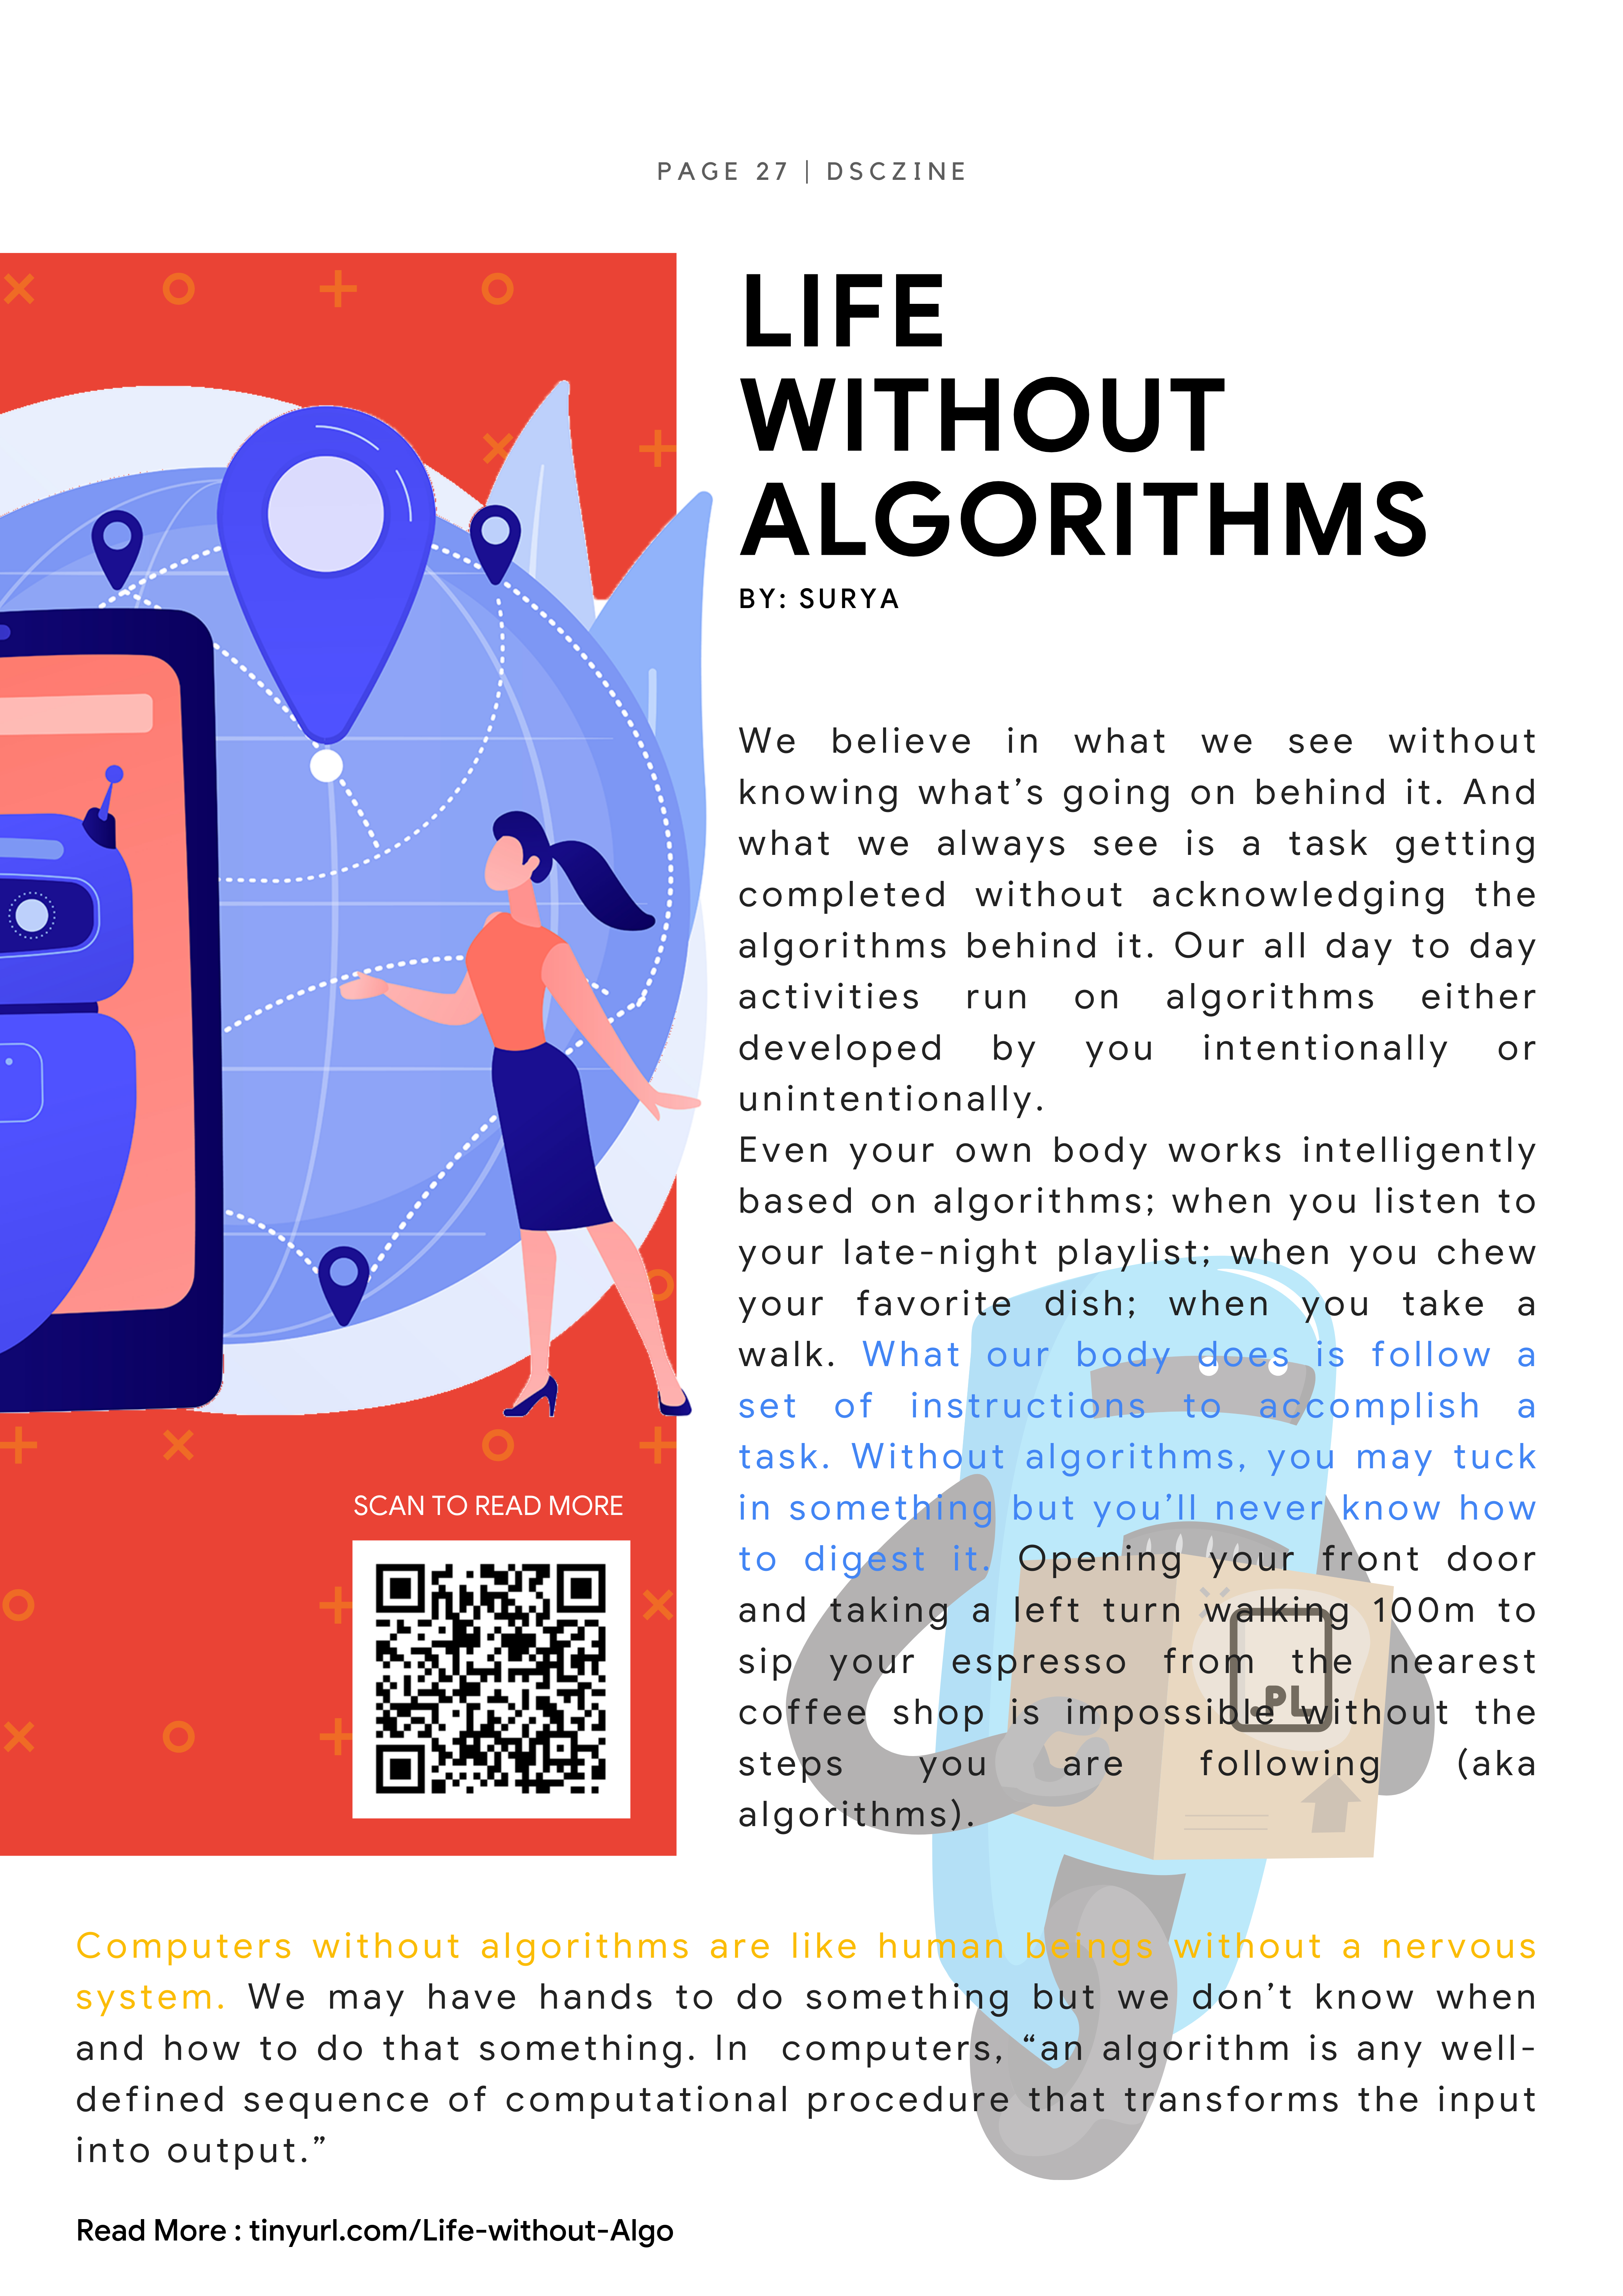 PAGE 27 | DSCZINE
LIFE
WITHOUT
ALGORITHMS
BY: SURYA
We believe in what we see without
knowing what’s going on behind it. And
what we always see is a task getting
completed without acknowledging the
algorithms behind it. Our all day to day
activities run on algorithms either
developed by you intentionally or
unintentionally.
Even your own body works intelligently
based on algorithms; when you listen to
your late-night playlist; when you chew
your favorite dish; when you take a
walk. What our body does is follow a
set of instructions to accomplish a
task. Without algorithms, you may tuck
in something but you’ll never know how
to digest it. Opening your front door
and taking a left turn walking 100m to
sip your espresso from the nearest
coffee shop is impossible without the
steps you are following (aka
algorithms).
.PL
SCAN TO READ MORE
Computers without algorithms are like human beings without a nervous
system. We may have hands to do something but we don’t know when
and how to do that something. In computers, “an algorithm is any well-
defined sequence of computational procedure that transforms the input
into output.”
Read More : tinyurl.com/Life-without-Algo